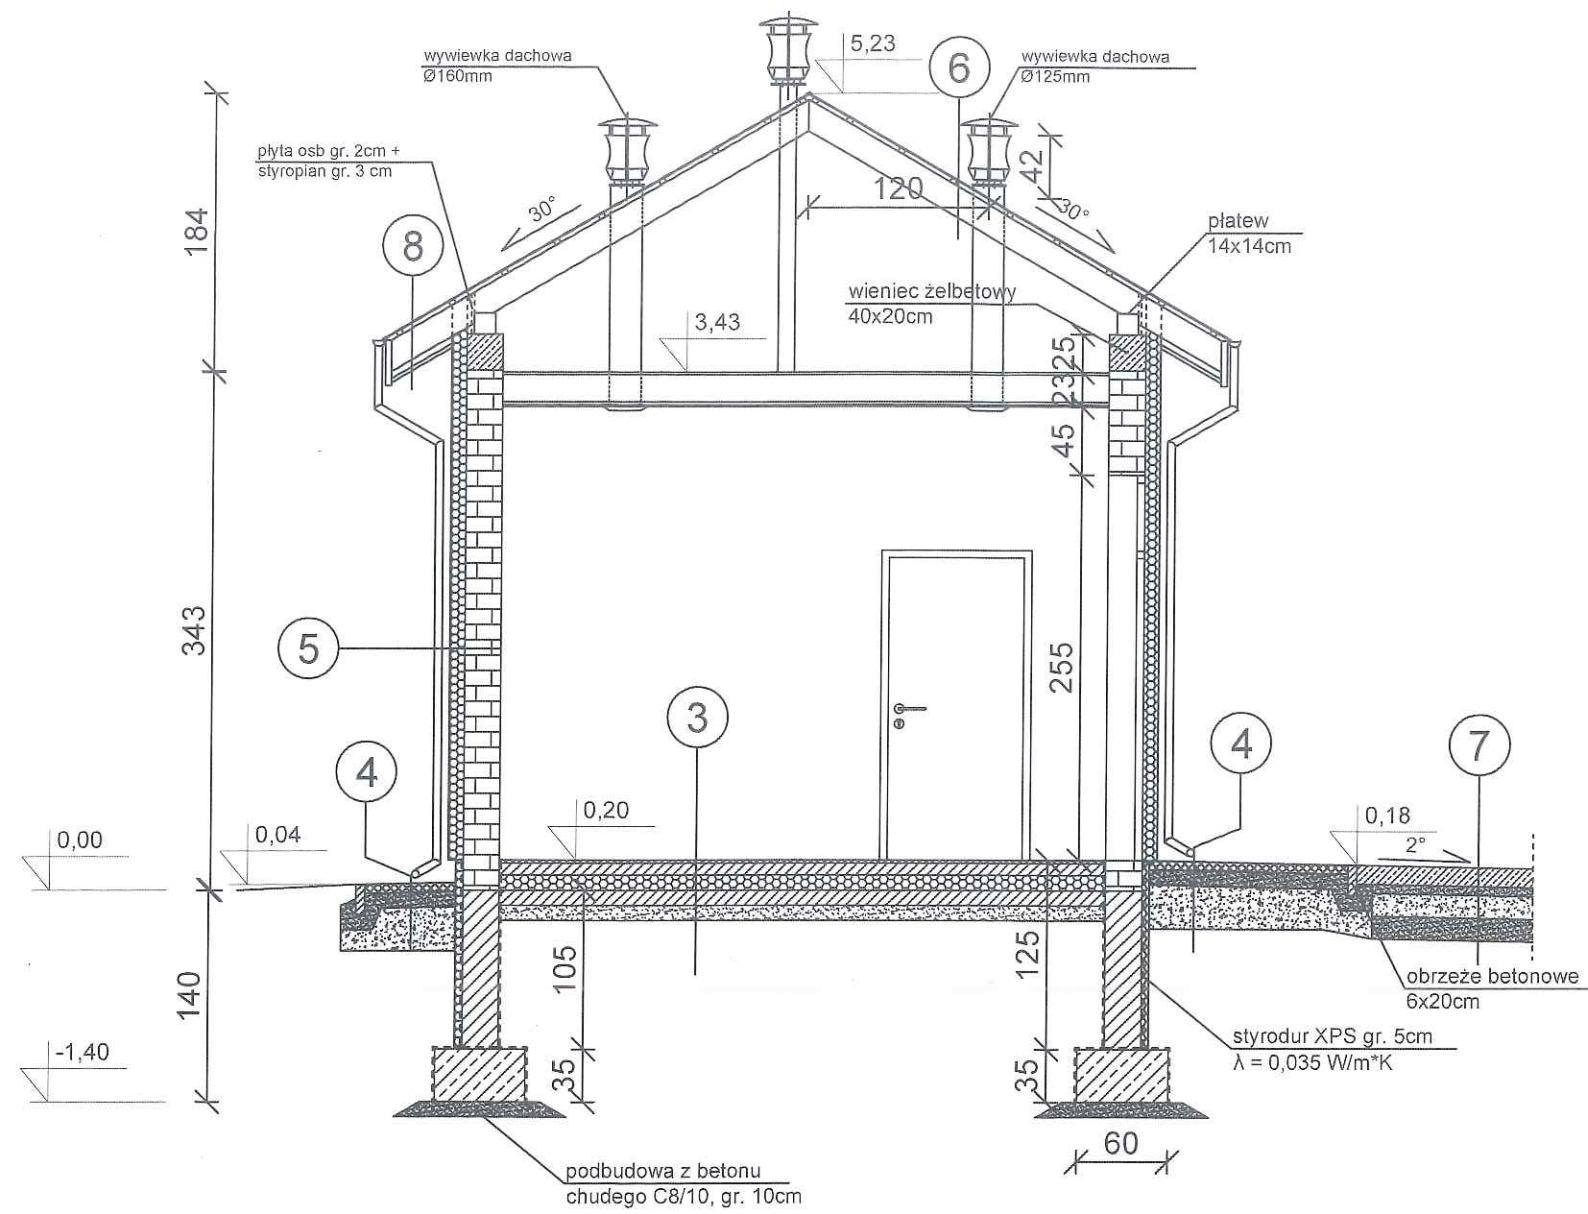 5,23
6
wywiewka dachowa
Ø160mm
wywiewka dachowa
Ø125mm
płyta osb gr. 2cm +
styropian gr. 3 cm
42
120
30°
30°
184
8
płatew
14x14cm
wieniec żelbetowy
40x20cm
3,43
25
23
45
343
5
255
3
4
4
7
0,00
0,04
0,20
0,18
2°
140
105
125
obrzeże betonowe
6x20cm
-1,40
35
35
styrodur XPS gr. 5cm
λ = 0,035 W/m*K
60
podbudowa z betonu
chudego C8/10, gr. 10cm